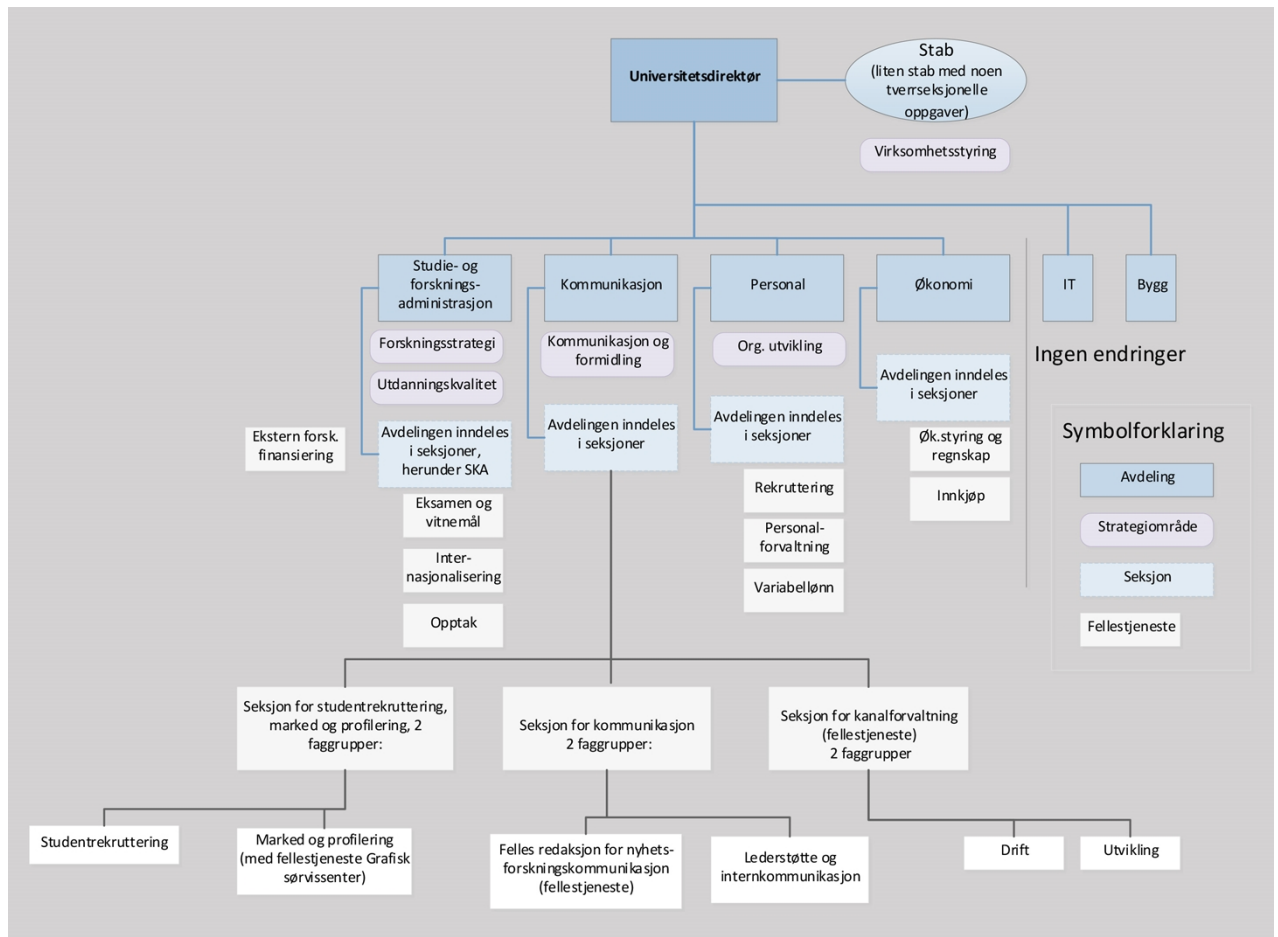 Universitetsdirektør
Stab
(liten stab med noen
tverrseksjonelle
oppgaver)
Virksomhetsstyring
Studie- og
forsknings-
administrasjon
Kommunikasjon
Personal
Økonomi
IT
Bygg
Forskningsstrategi
Utdanningskvalitet
Kommunikasjon og
formidling
Org. utvikling
Ingen endringer
Ekstern forsk.
finansiering
Avdelingen inndeles
i seksjoner,
herunder SKA
Avdelingen inndeles
i seksjoner
Avdelingen inndeles
i seksjoner
Avdelingen inndeles
i seksjoner
Eksamen og
vitnemål
Inter-
nasjonalisering
Opptak
Rekruttering
Personal-
forvaltning
Variabellønn
Øk.styring og
regnskap
Innkjøp
Symbolforklaring
Avdeling
Strategiområde
Seksjon
Fellestjeneste
Seksjon for studentrekruttering,
marked og profilering, 2
faggrupper:
Seksjon for kommunikasjon
2 faggrupper:
Seksjon for kanalforvaltning
(fellestjeneste)
2 faggrupper
Studentrekruttering
Marked og profilering
(med fellestjeneste Grafisk
sørvissenter)
Felles redaksjon for nyhets-
forskningskommunikasjon
(fellestjeneste)
Lederstøtte og
internkommunikasjon
Drift
Utvikling